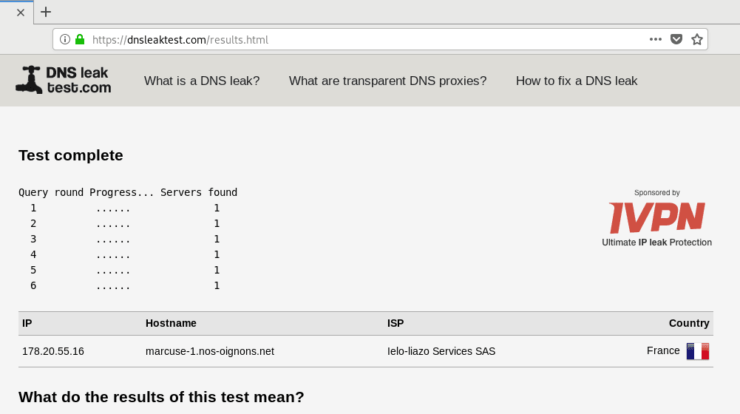 https://dnsleaktest.com/results.html
DNS leak
test.com
What is a DNS leak?
What are transparent DNS proxies?
How to fix a DNS leak
Test complete
Query round Progress... Servers found
1 ...... 1
2 ...... 1
3 ...... 1
4 ...... 1
5 ...... 1
6 ...... 1
Sponsored by
IVPN
Ultimate IP leak Protection
IP Hostname ISP Country
178.20.55.16 marcuse-1.nos-oignons.net Ielo-liazo Services SAS France
What do the results of this test mean?